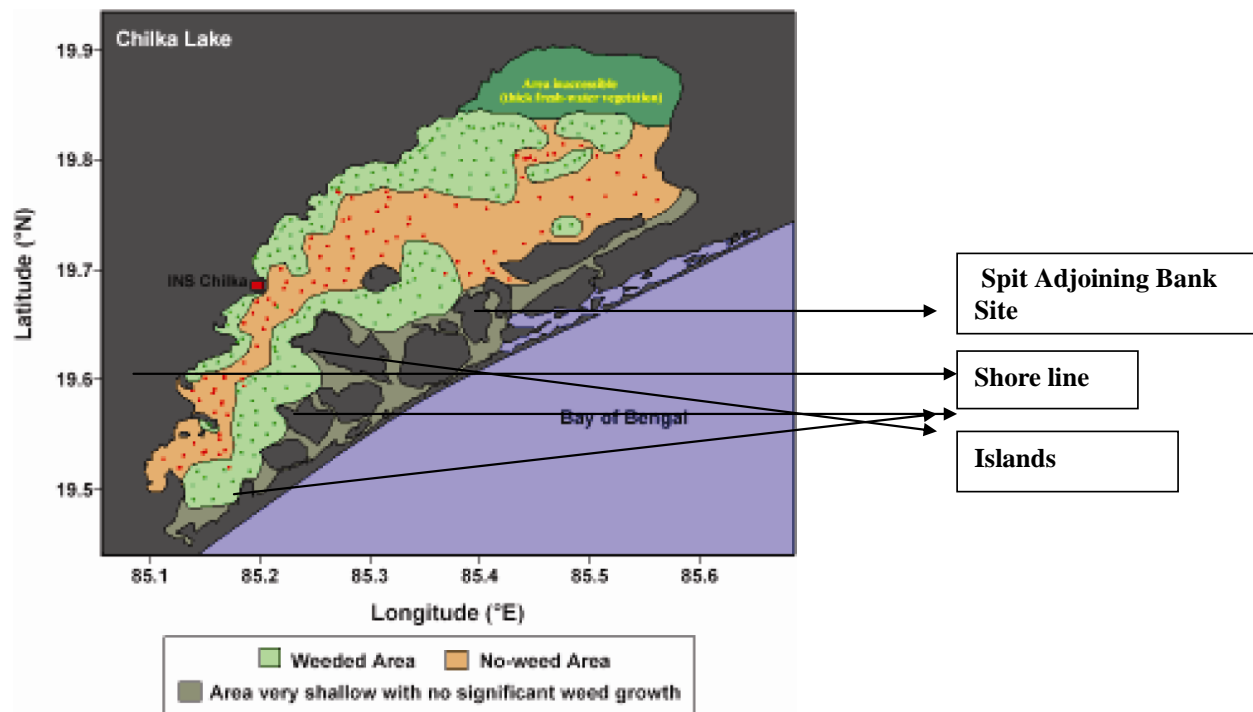 Chilka Lake
Area inaccessible
(thick fresh-water vegetation)
19.9
19.8
19.7
19.6
19.5
Latitude (°N)
INS Chilka
Bay of Bengal
85.1 85.2 85.3 85.4 85.5 85.6
Longitude (°E)
Weeded Area No-weed Area
Area very shallow with no significant weed growth
Spit Adjoining Bank
Site
Shore line
Islands